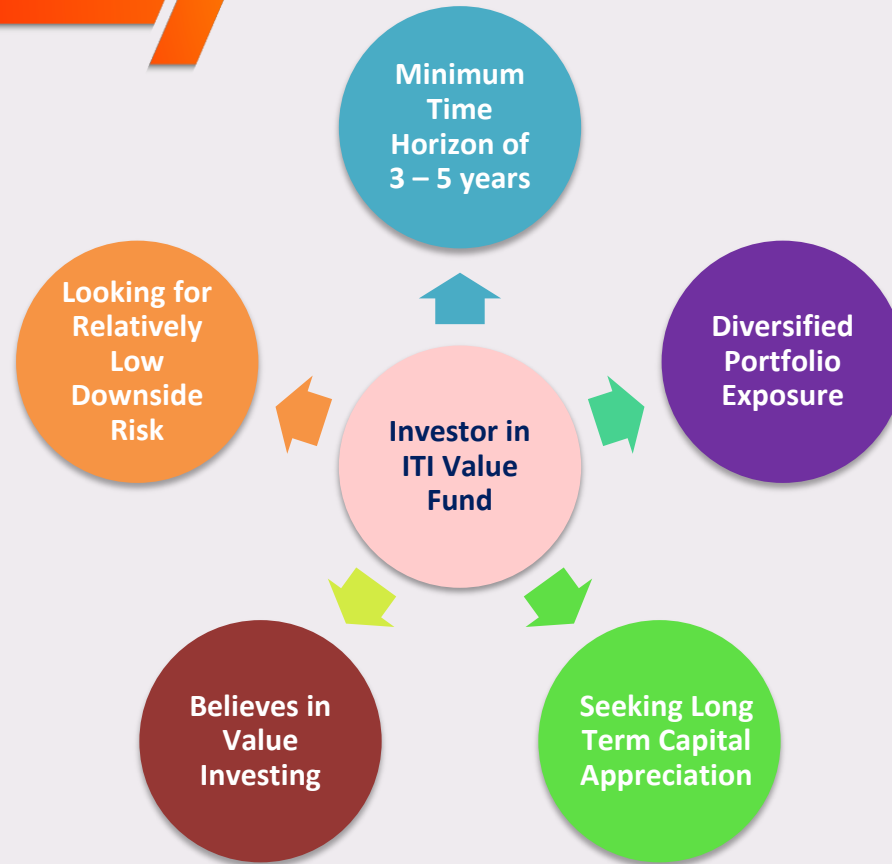 Minimum
Time
Horizon of
3 – 5 years
Looking for
Relatively
Low
Downside
Risk
Diversified
Portfolio
Exposure
Investor in
ITI Value
Fund
Believes in
Value
Investing
Seeking Long
Term Capital
Appreciation